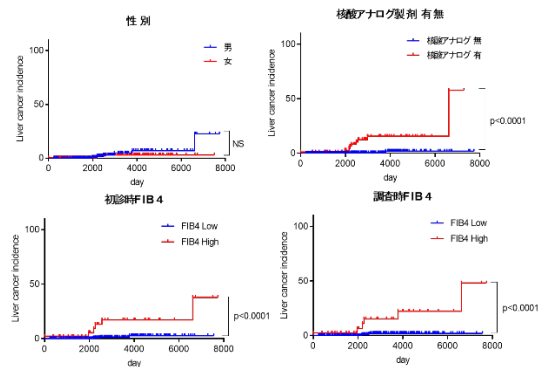 性 別
100
50
0
Liver cancer incidence
男
女
NS
0 2000 4000 6000 8000
day
核酸アナログ製剤 有無
100
50
0
Liver cancer incidence
核酸アナログ 無
核酸アナログ 有
p<0.0001
0 2000 4000 6000 8000
day
初診時FIB4
100
50
0
Liver cancer incidence
FIB4 Low
FIB4 High
p<0.0001
0 2000 4000 6000 8000
day
調査時FIB4
100
50
0
Liver cancer incidence
FIB4 Low
FIB4 High
p<0.0001
0 2000 4000 6000 8000
day